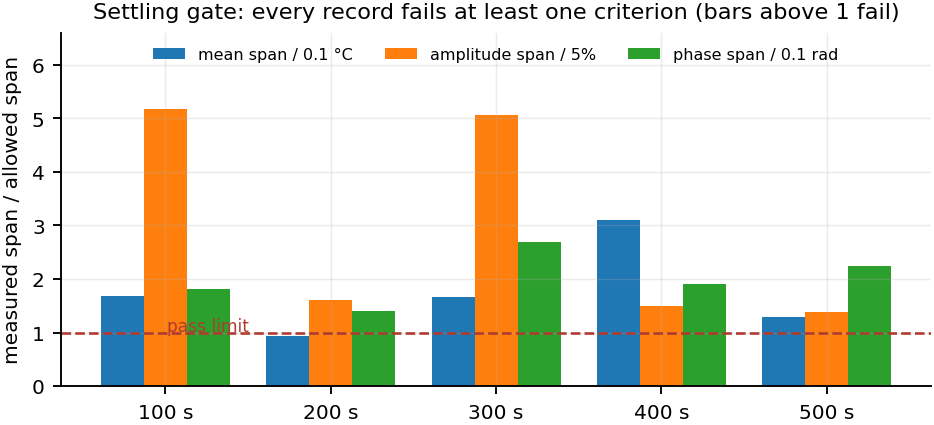 Settling gate: every record fails at least one criterion (bars above 1 fail)
mean span / 0.1 °C
amplitude span / 5%
phase span / 0.1 rad
measured span / allowed span
6
5
4
3
2
1
0
pass limit
100 s
200 s
300 s
400 s
500 s